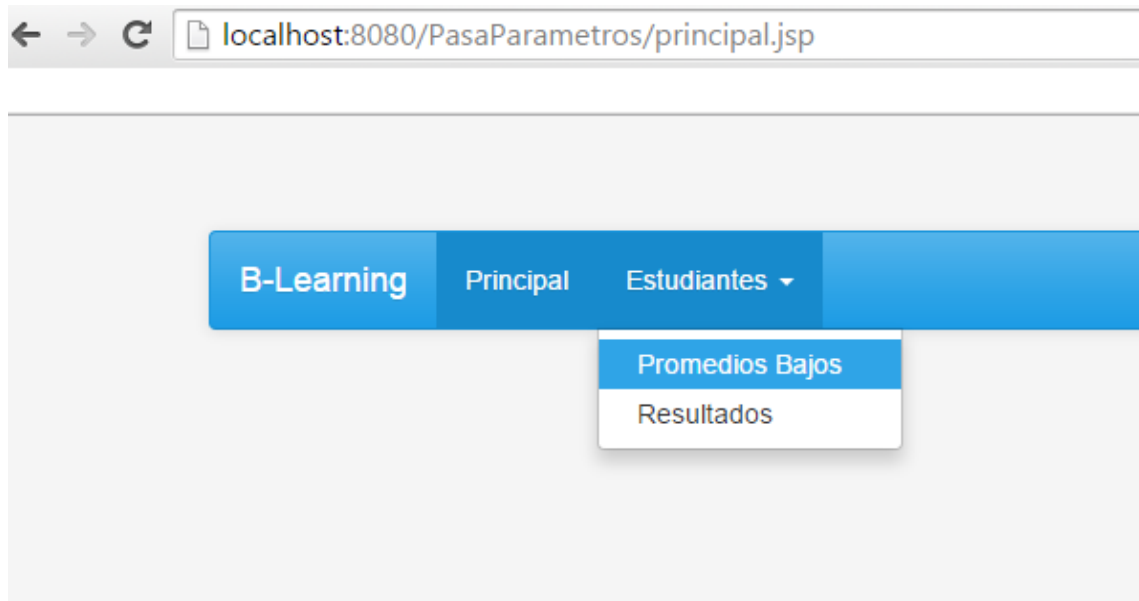 localhost:8080/PasaParametros/principal.jsp
B-Learning Principal Estudiantes
Promedios Bajos
Resultados